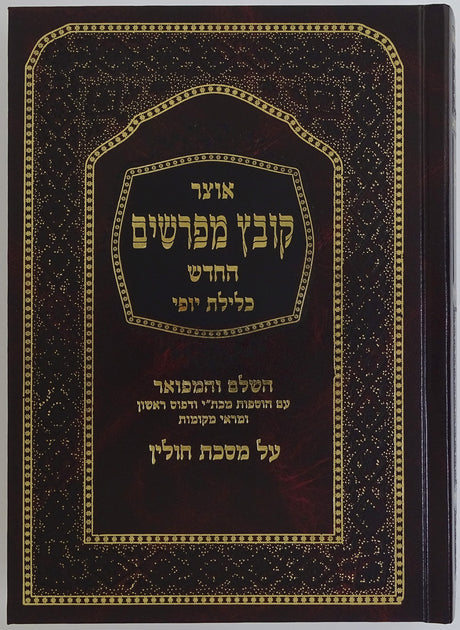 אוצר
קובץ מפרשים
החדש
כלילת יופי
השלם והמפואר
עם הוספות מכת"י ודפוס ראשון
ומראי מקומות
על מסכת חולין